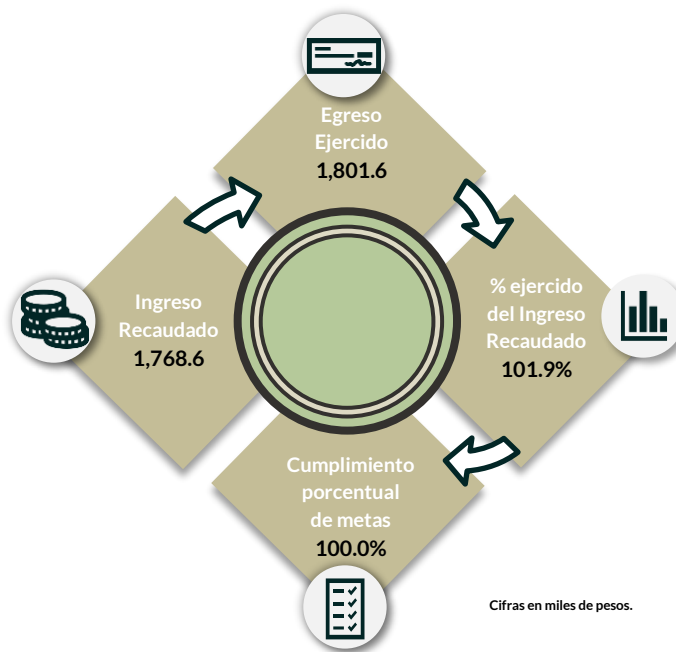 Egreso
Ejercido
1,801.6
Ingreso
Recaudado
1,768.6
% ejercido
del Ingreso
Recaudado
101.9%
Cumplimiento
porcentual
de metas
100.0%
Cifras en miles de pesos.